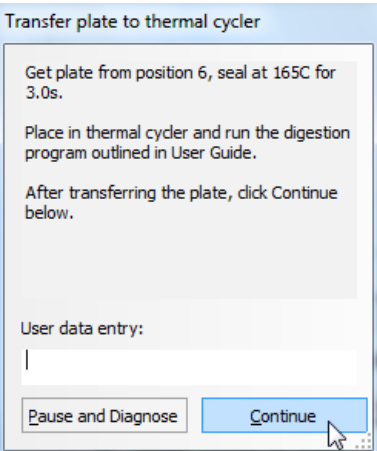 Transfer plate to thermal cycler
Get plate from position 6, seal at 165C for
3.0s.
Place in thermal cycler and run the digestion
program outlined in User Guide.
After transferring the plate, click Continue
below.
User data entry:
Pause and Diagnose
Continue